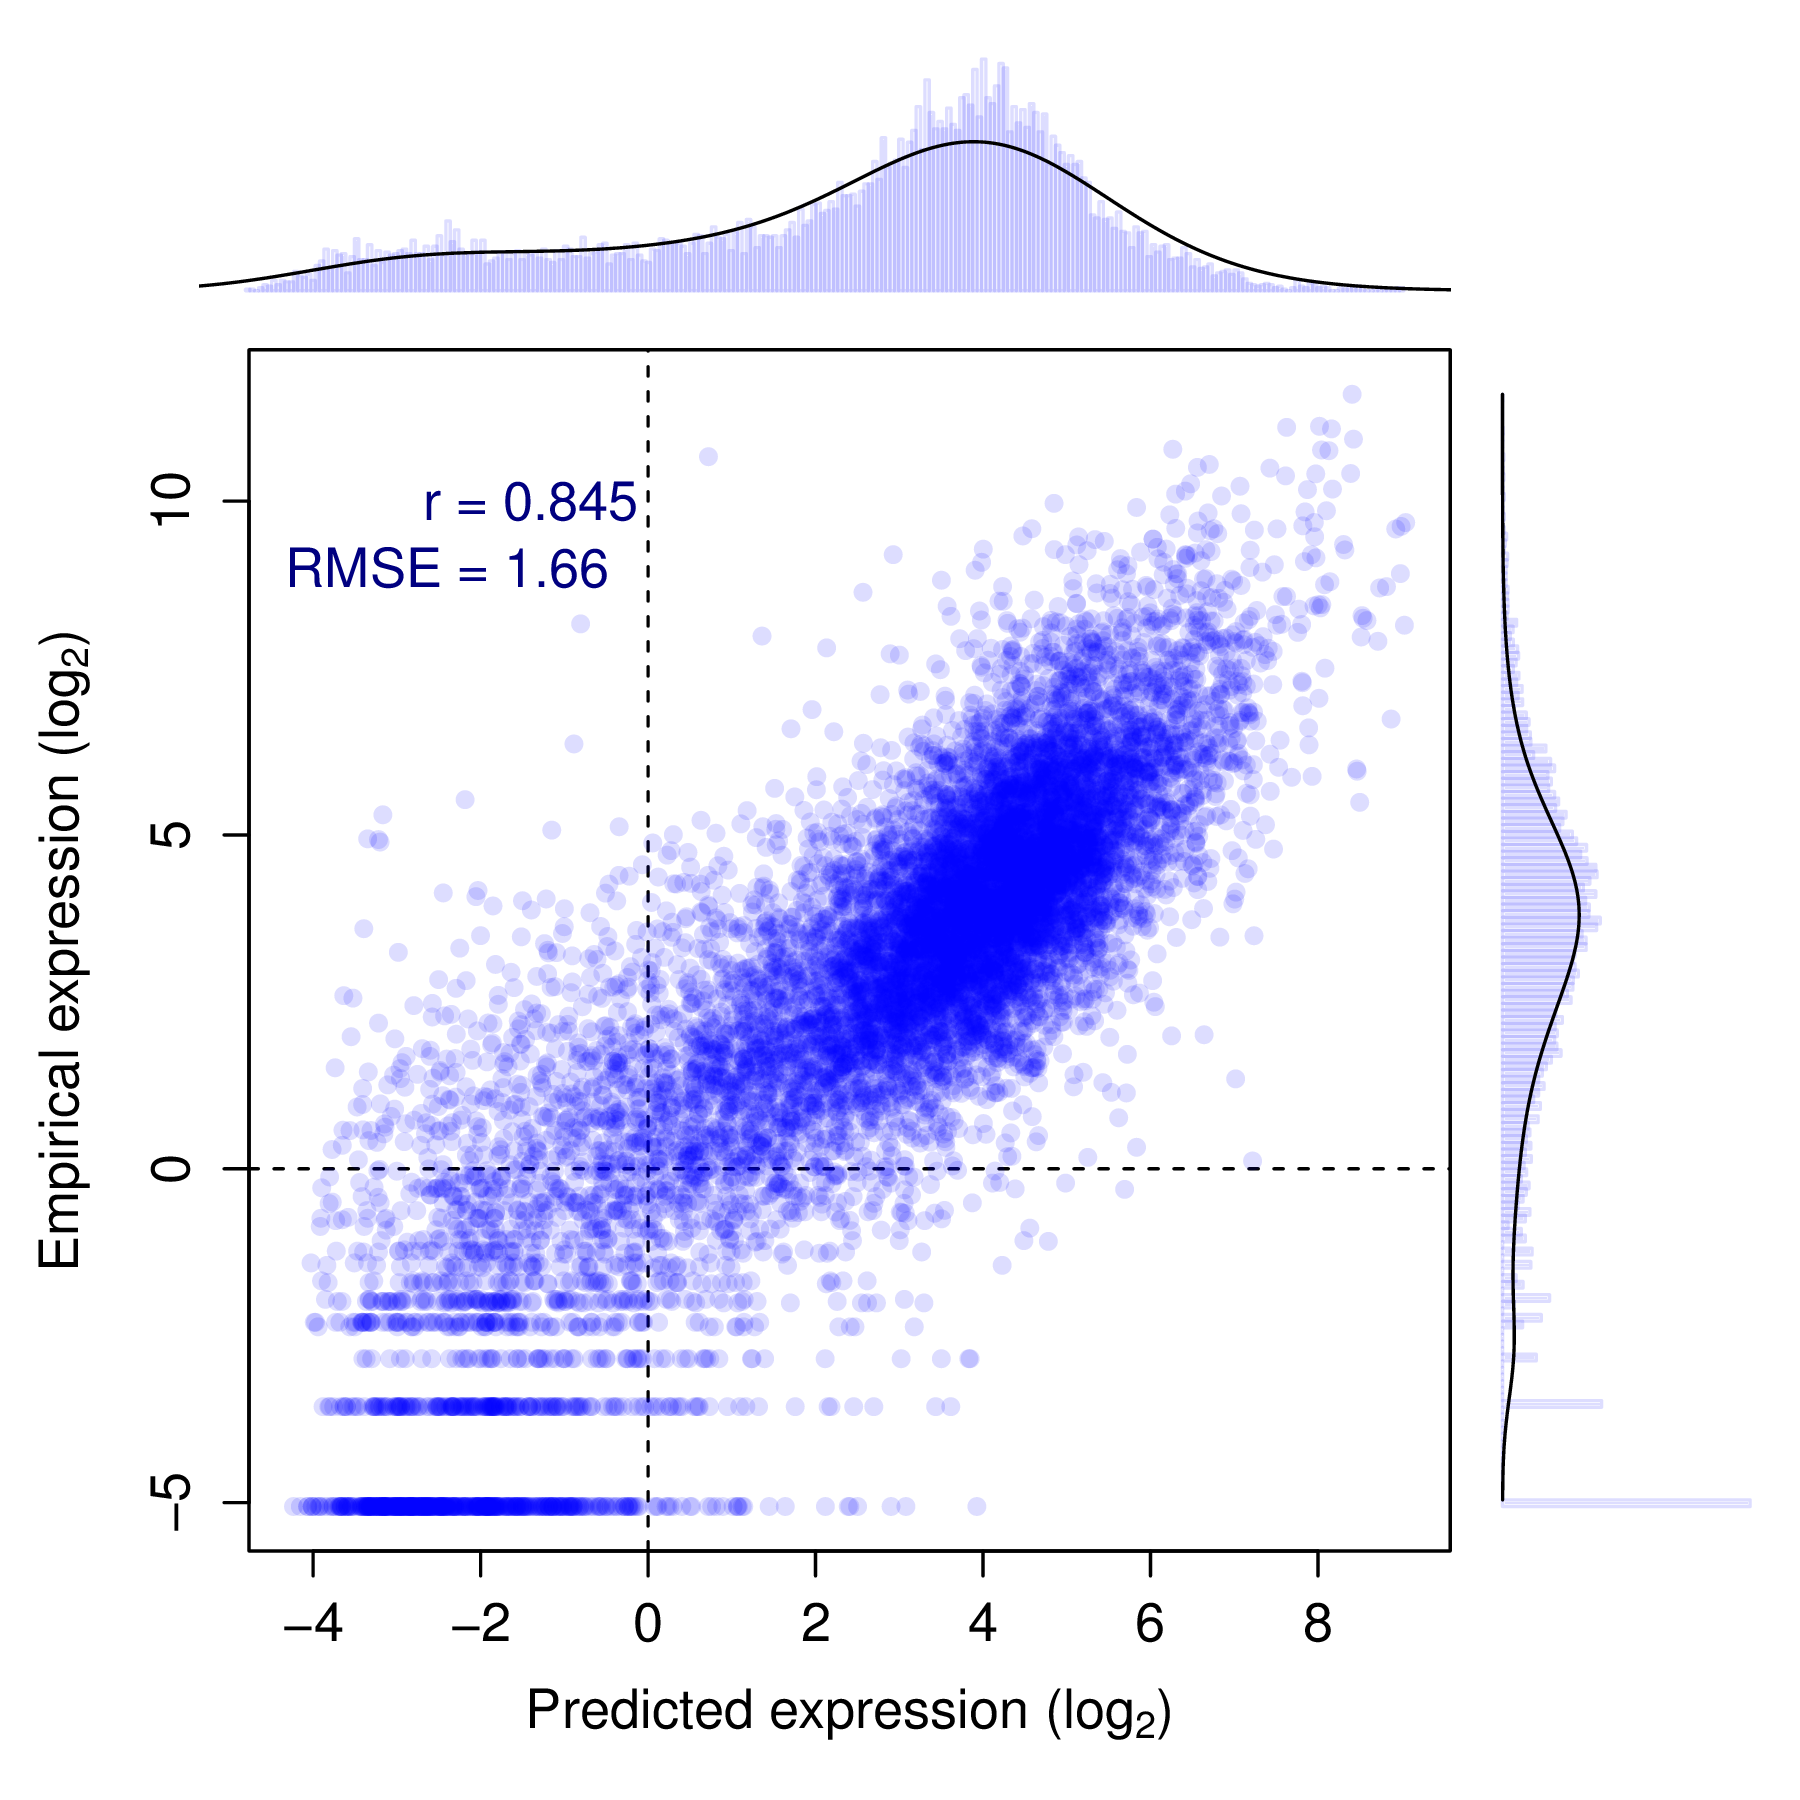 r = 0.845
RMSE = 1.66
Empirical expression (log₂)
10
5
0
−5
−4 −2 0 2 4 6 8
Predicted expression (log₂)